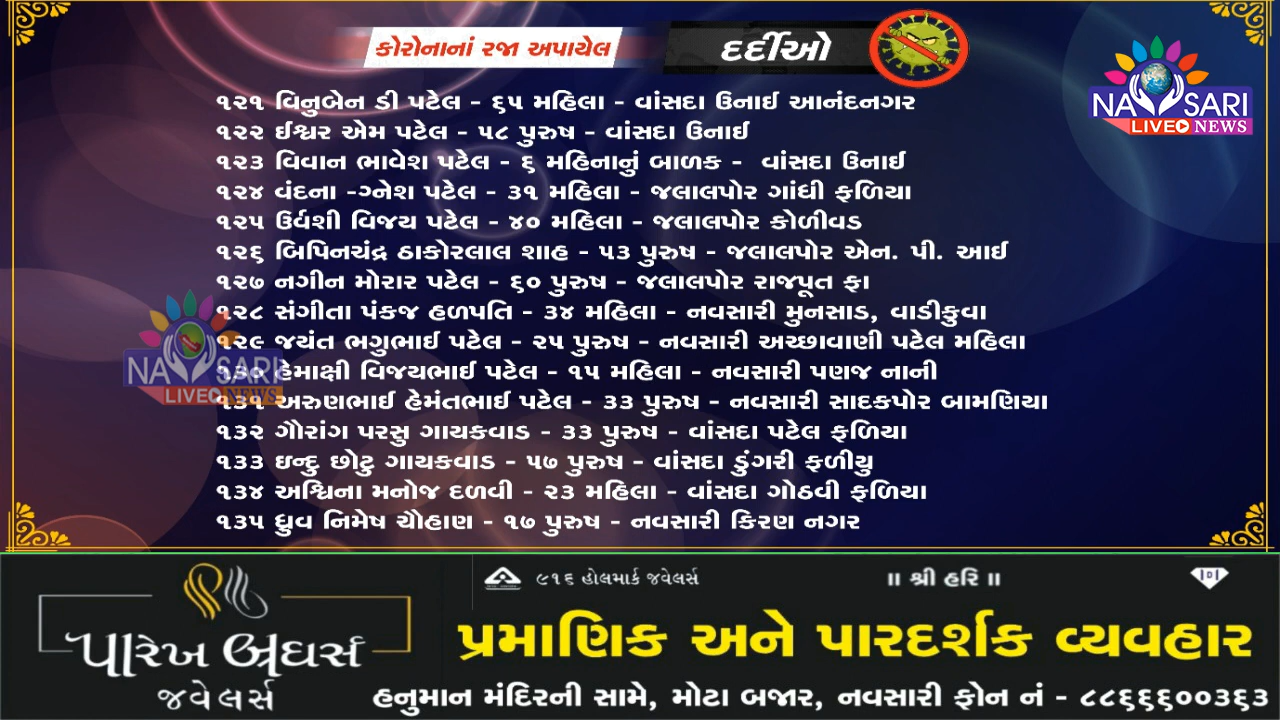 કોરોનાનાં રજા અપાયેલ દર્દીઓ
NAVSARI
LIVE NEWS
૧૨૧ વિનુબેન ડી પટેલ - ૬૫ મહિલા - વાંસદા ઉનાઈ આનંદનગર
૧૨૨ ઈશ્વર એમ પટેલ - ૫૮ પુરુષ - વાંસદા ઉનાઈ
૧૨૩ વિવાન ભાવેશ પટેલ - ૬ મહિનાનું બાળક - વાંસદા ઉનાઈ
૧૨૪ વંદના -ગ્નેશ પટેલ - ૩૧ મહિલા - જલાલપોર ગાંધી ફળિયા
૧૨૫ ઉર્વશી વિજય પટેલ - ૪૦ મહિલા - જલાલપોર કોળીવડ
૧૨૬ બિપિનચંદ્ર ઠાકોરલાલ શાહ - ૫૩ પુરુષ - જલાલપોર એન. પી. આઈ
૧૨૭ નગીન મોરાર પટેલ - ૬૦ પુરુષ - જલાલપોર રાજપૂત ફા
૧૨૮ સંગીતા પંકજ હળપતિ - ૩૪ મહિલા - નવસારી મુનસાડ, વાડીકુવા
૧૨૯ જયંત ભગુભાઈ પટેલ - ૨૫ પુરુષ - નવસારી અચ્છાવાણી પટેલ મહિલા
૧૩૦ હેમાક્ષી વિજયભાઈ પટેલ - ૧૫ મહિલા - નવસારી પણજ નાની
૧૩૧ અરુણભાઈ હેમંતભાઈ પટેલ - ૩૩ પુરુષ - નવસારી સાદકપોર બામણિયા
૧૩૨ ગૌરાંગ પરસુ ગાયકવાડ - ૩૩ પુરુષ - વાંસદા પટેલ ફળિયા
૧૩૩ ઇન્દુ છોટુ ગાયકવાડ - ૫૭ પુરુષ - વાંસદા ડુંગરી ફળીયુ
૧૩૪ અશ્વિના મનોજ દળવી - ૨૩ મહિલા - વાંસદા ગોઠવી ફળિયા
૧૩૫ ધ્રુવ નિમેષ ચૌહાણ - ૧૭ પુરુષ - નવસારી કિરણ નગર
NAVSARI
LIVE NEWS
૯૧૬ હોલમાર્ક જવેલર્સ
॥ શ્રી હરિ ॥
પારેખ બ્રધર્સ
જવેલર્સ
પ્રમાણિક અને પારદર્શક વ્યવહાર
હનુમાન મંદિરની સામે, મોટા બજાર, નવસારી ફોન નં - ૮૮૬૬૬૦૦૩૬૩